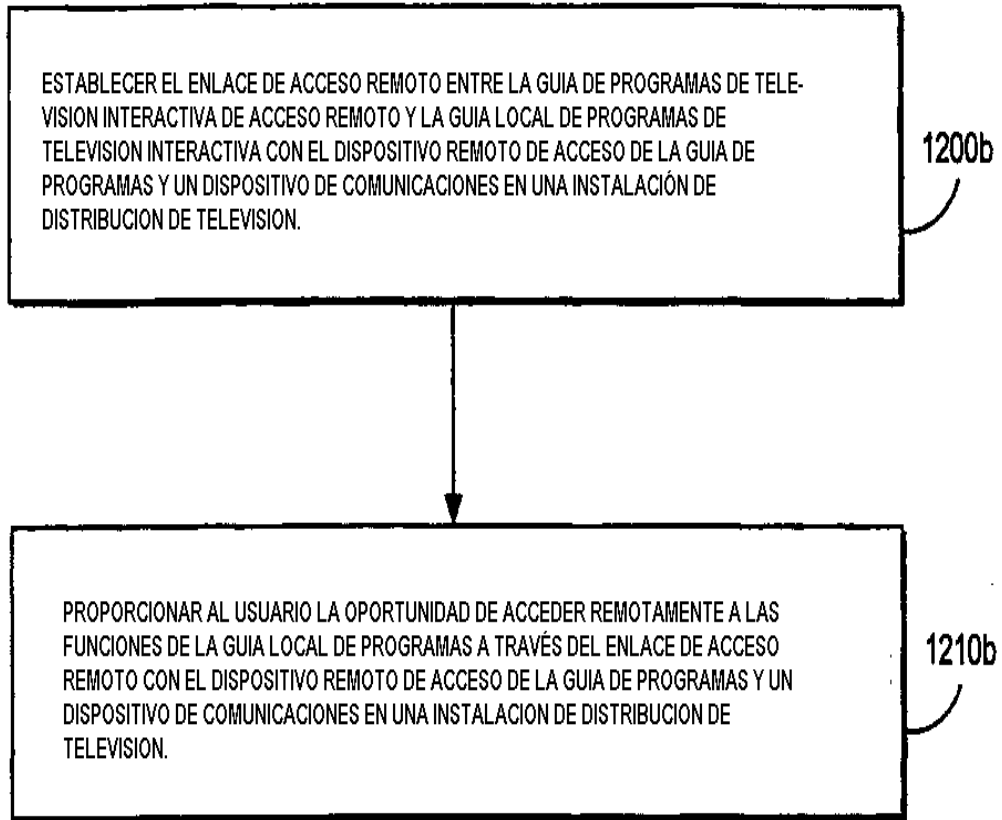 ESTABLECER EL ENLACE DE ACCESO REMOTO ENTRE LA GUIA DE PROGRAMAS DE TELE-
VISION INTERACTIVA DE ACCESO REMOTO Y LA GUIA LOCAL DE PROGRAMAS DE
TELEVISION INTERACTIVA CON EL DISPOSITIVO REMOTO DE ACCESO DE LA GUIA DE
PROGRAMAS Y UN DISPOSITIVO DE COMUNICACIONES EN UNA INSTALACIÓN DE
DISTRIBUCION DE TELEVISION.
1200b
PROPORCIONAR AL USUARIO LA OPORTUNIDAD DE ACCEDER REMOTAMENTE A LAS
FUNCIONES DE LA GUIA LOCAL DE PROGRAMAS A TRAVÉS DEL ENLACE DE ACCESO
REMOTO CON EL DISPOSITIVO REMOTO DE ACCESO DE LA GUIA DE PROGRAMAS Y UN
DISPOSITIVO DE COMUNICACIONES EN UNA INSTALACION DE DISTRIBUCION DE
TELEVISION.
1210b